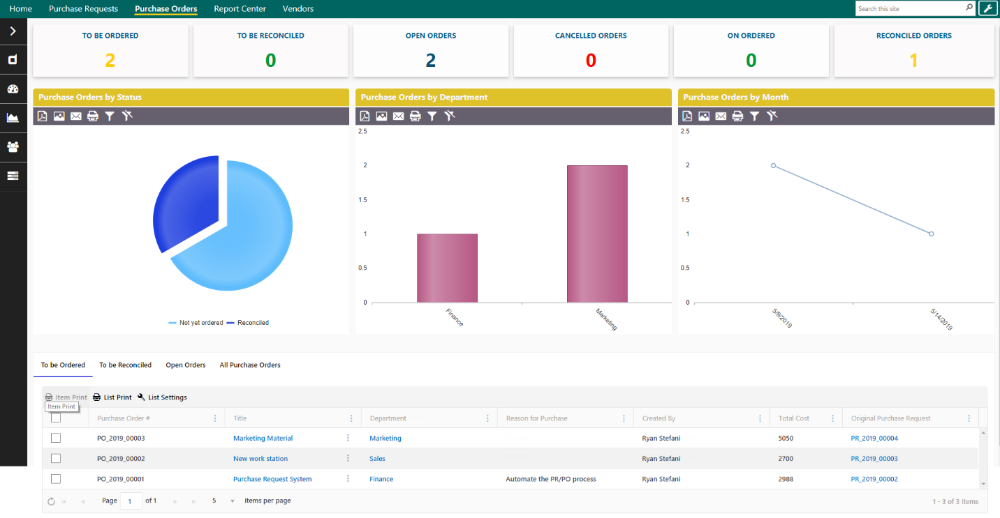 Home Purchase Requests Purchase Orders Report Center Vendors Search this site
TO BE ORDERED TO BE RECONCILED OPEN ORDERS CANCELLED ORDERS ON ORDERED RECONCILED ORDERS
2 0 2 0 0 1
Purchase Orders by Status Purchase Orders by Department Purchase Orders by Month
2.5 2.5
2 2
1.5 1.5
1 1
0.5 0.5
0 0
Finance Marketing 5/9/2019 5/14/2019
Not yet ordered Reconciled
To be Ordered To be Reconciled Open Orders All Purchase Orders
Item Print List Print List Settings
Item Print
Purchase Order # Title Department Reason for Purchase Created By Total Cost Original Purchase Request
PO_2019_00003 Marketing Material Marketing Ryan Stefani 5050 PR_2019_00004
PO_2019_00002 New work station Sales Ryan Stefani 2700 PR_2019_00003
PO_2019_00001 Purchase Request System Finance Automate the PR/PO process Ryan Stefani 2988 PR_2019_00002
Page 1 of 1 5 items per page 1 - 3 of 3 items